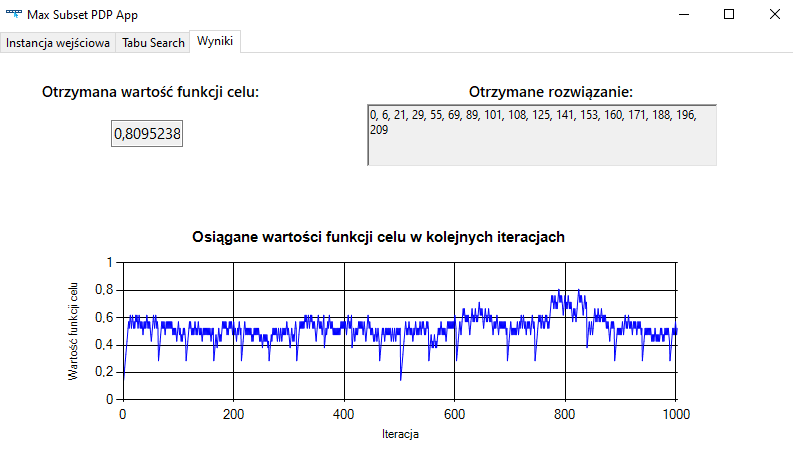 Max Subset PDP App
Instancja wejściowa Tabu Search Wyniki
Otrzymana wartość funkcji celu:
0,8095238
Otrzymane rozwiązanie:
0, 6, 21, 29, 55, 69, 89, 101, 108, 125, 141, 153, 160, 171, 188, 196,
209
Osiągane wartości funkcji celu w kolejnych iteracjach
Wartość funkcji celu
1
0,8
0,6
0,4
0,2
0
0 200 400 600 800 1000
Iteracja